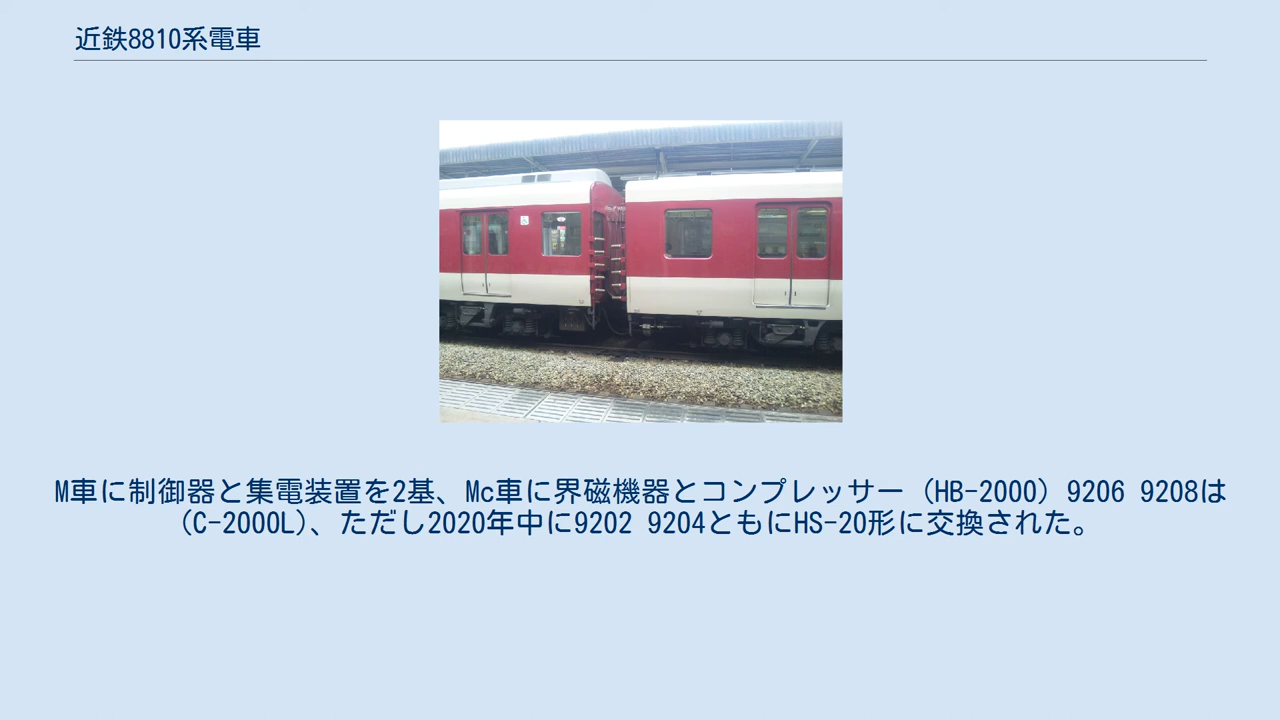 近鉄8810系電車
M車に制御器と集電装置を2基、Mc車に界磁機器とコンプレッサー（HB-2000）9206 9208は
（C-2000L）、ただし2020年中に9202 9204ともにHS-20形に交換された。